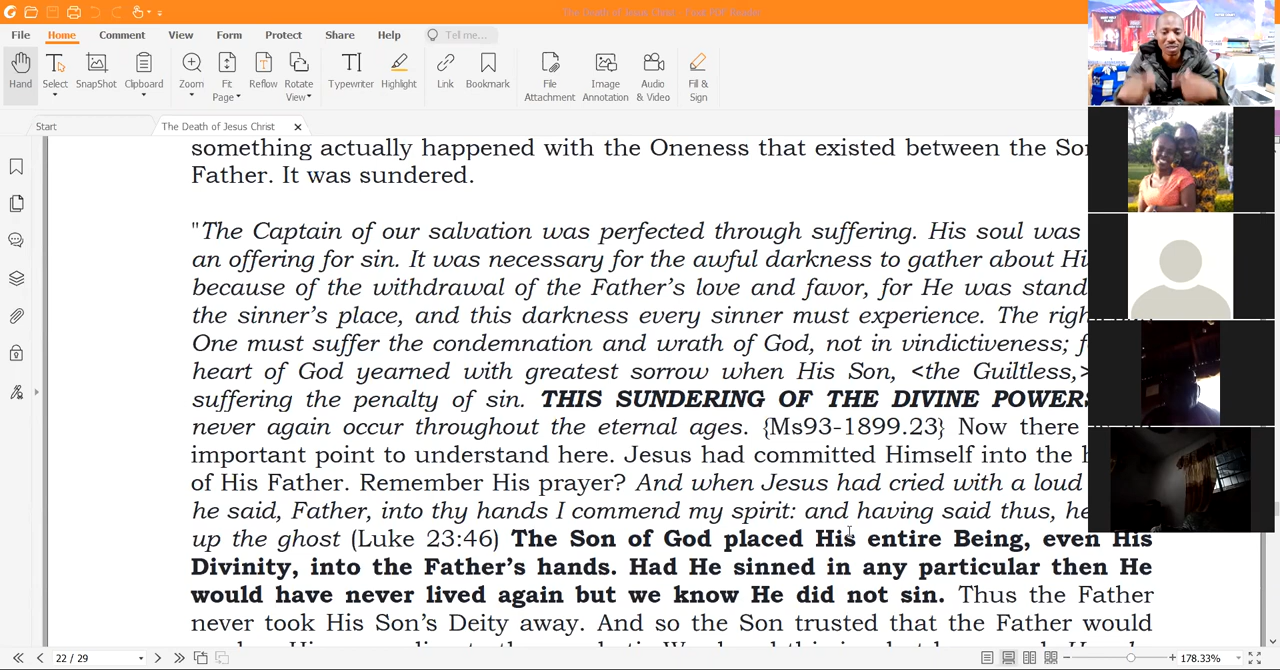 The Death of Jesus Christ - Foxit PDF Reader
File Home Comment View Form Protect Share Help Tell me...
Hand Select SnapShot Clipboard Zoom Fit Page Reflow Rotate View Typewriter Highlight Link Bookmark File Attachment Image Annotation Audio & Video Fill & Sign
Start The Death of Jesus Christ
something actually happened with the Oneness that existed between the
Father. It was sundered.
"The Captain of our salvation was perfected through suffering. His soul was
an offering for sin. It was necessary for the awful darkness to gather about
because of the withdrawal of the Father's love and favor, for He was
the sinner's place, and this darkness every sinner must experience. The
One must suffer the condemnation and wrath of God, not in vindictiveness;
heart of God yearned with greatest sorrow when His Son, <the Guiltless,>
suffering the penalty of sin. THIS SUNDERING OF THE DIVINE POWERS
never again occur throughout the eternal ages. {Ms93-1899.23} Now there
important point to understand here. Jesus had committed Himself into the
of His Father. Remember His prayer? And when Jesus had cried with a loud
he said, Father, into thy hands I commend my spirit: and having said thus, he
up the ghost (Luke 23:46) The Son of God placed His entire Being, even His
Divinity, into the Father's hands. Had He sinned in any particular then He
would have never lived again but we know He did not sin. Thus the Father
never took His Son's Deity away. And so the Son trusted that the Father would
22 / 29 178.33%